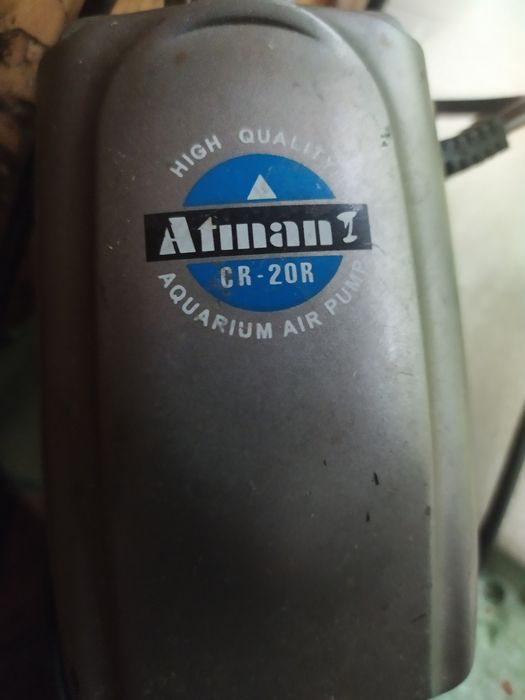 HIGH QUALITY
Atman
CR-20R
AQUARIUM AIR PUMP